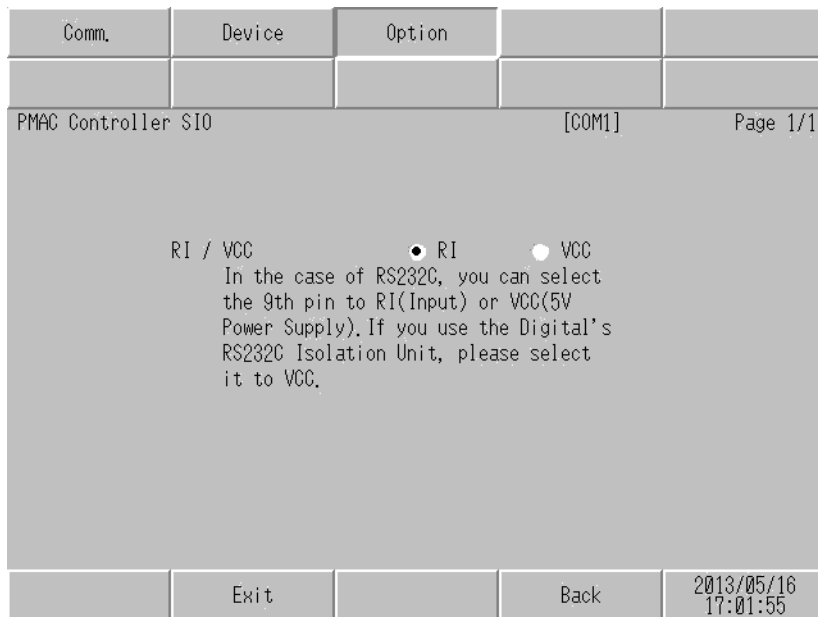 Comm. Device Option
PMAC Controller SIO [COM1] Page 1/1
RI / VCC RI VCC
In the case of RS232C, you can select
the 9th pin to RI(Input) or VCC(5V
Power Supply).If you use the Digital's
RS232C Isolation Unit, please select
it to VCC.
Exit Back 2013/05/16
17:01:55